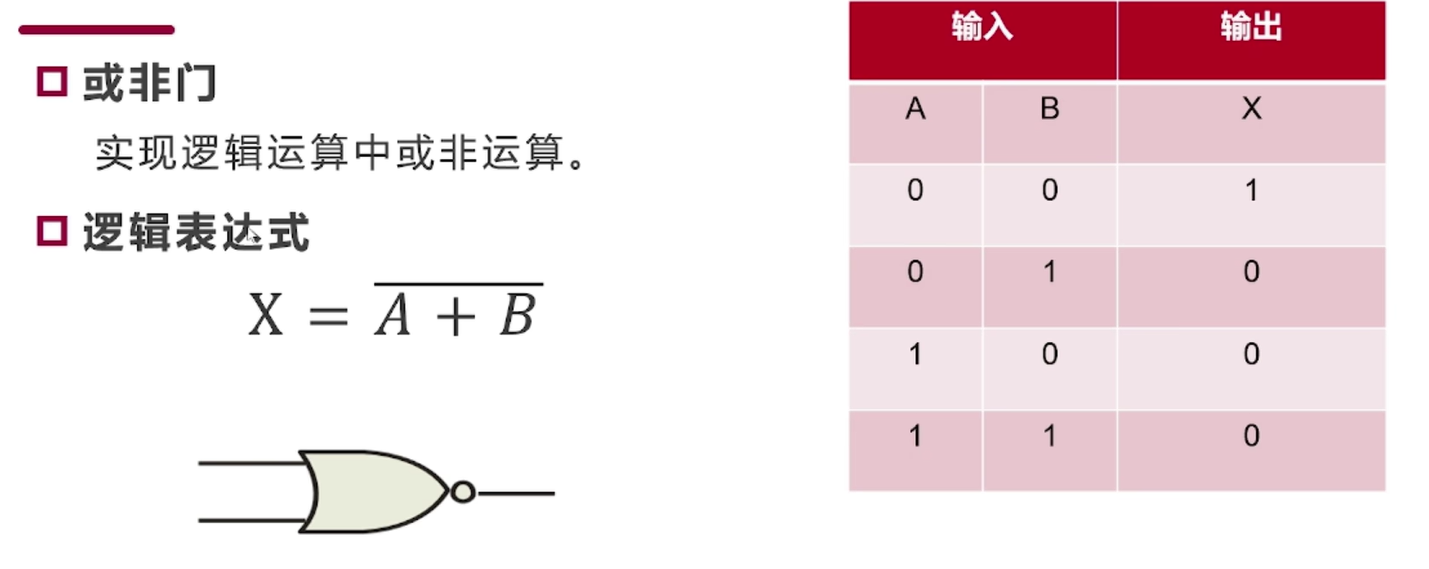 或非门
实现逻辑运算中或非运算。
逻辑表达式
X = \overline{A + B}
输入 输出
A B X
0 0 1
0 1 0
1 0 0
1 1 0